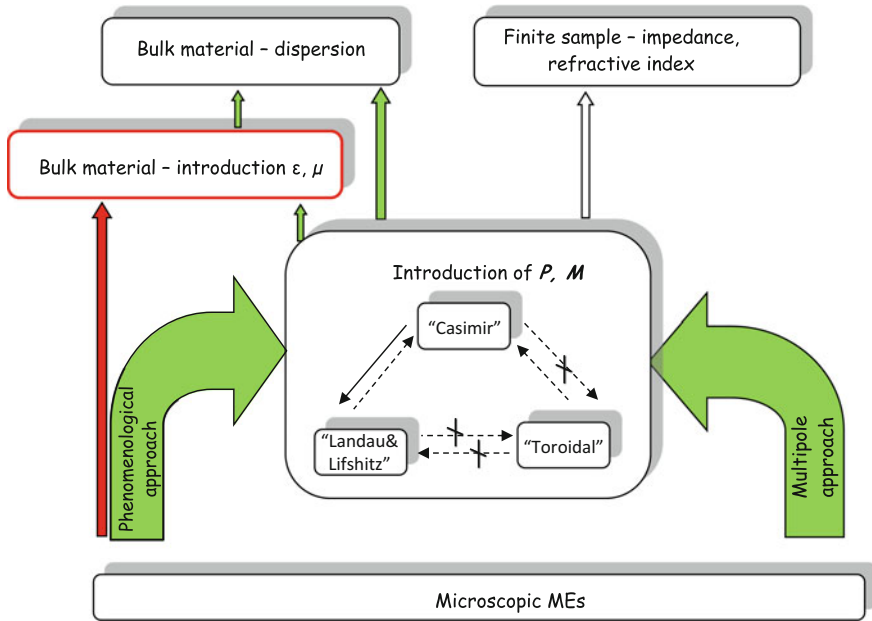 Bulk material – dispersion
Finite sample – impedance,
refractive index
Bulk material – introduction ε, μ
Introduction of P, M
“Casimir”
“Landau&
Lifshitz”
“Toroidal”
Phenomenological
approach
Multipole
approach
Microscopic MEs